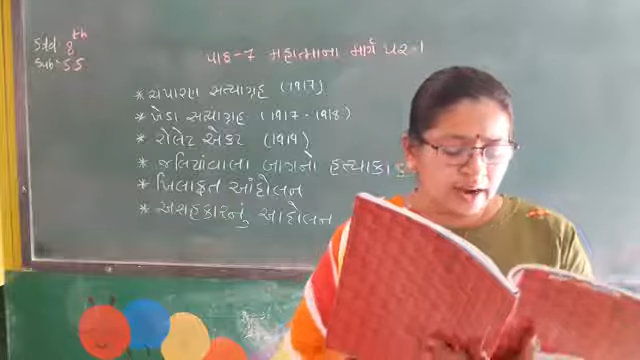 Std: 8th
Sub: SS
પાઠ-7 મહાત્માના માર્ગે પર-1
* ચંપારણ સત્યાગ્રહ (1917)
* ખેડા સત્યાગ્રહ (1917-1918)
* રોલેટ એક્ટ (1919)
* જલિયાંવાલા બાગનો હત્યાકાંડ
* ખિલાફત આંદોલન
* અસહકારનું આંદોલન